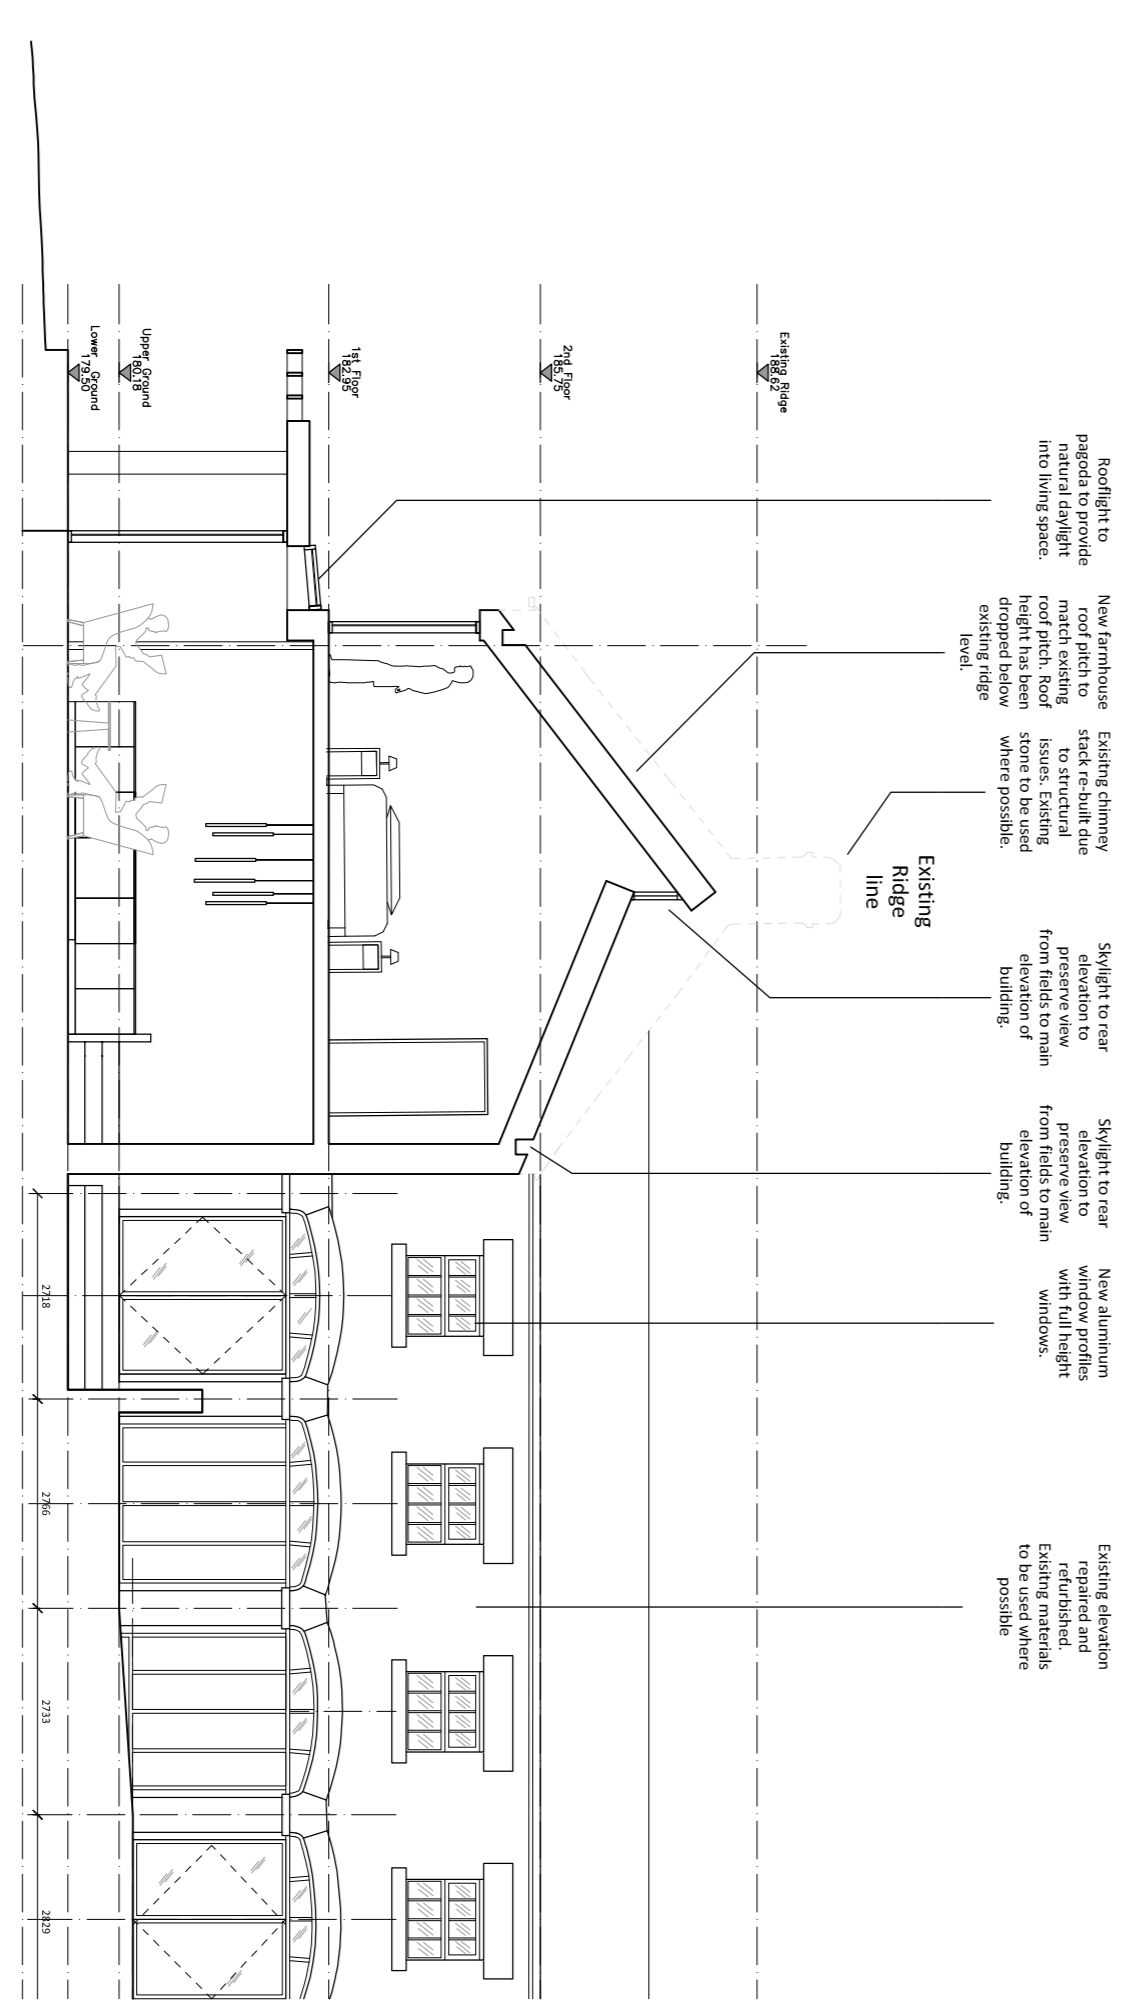 Rooflight to
pagoda to provide
natural daylight
into living space.
New farmhouse
roof pitch to
match existing
roof pitch. Roof
height has been
dropped below
existing ridge
level.
Exisitng chimney
stack re-built due
to structural
issues. Existing
stone to be used
where possible.
Skylight to rear
elevation to
preserve view
from fields to main
elevation of
building.
Skylight to rear
elevation to
preserve view
from fields to main
elevation of
building.
New aluminum
window profiles
with full height
windows.
Existing elevation
repaired and
refurbished.
Exisitng materials
to be used where
possible
Existing
Ridge
line
Existing Ridge
188.62
2nd Floor
185.75
1st Floor
182.95
Upper Ground
180.18
Lower Ground
179.50
2718
2766
2733
2829